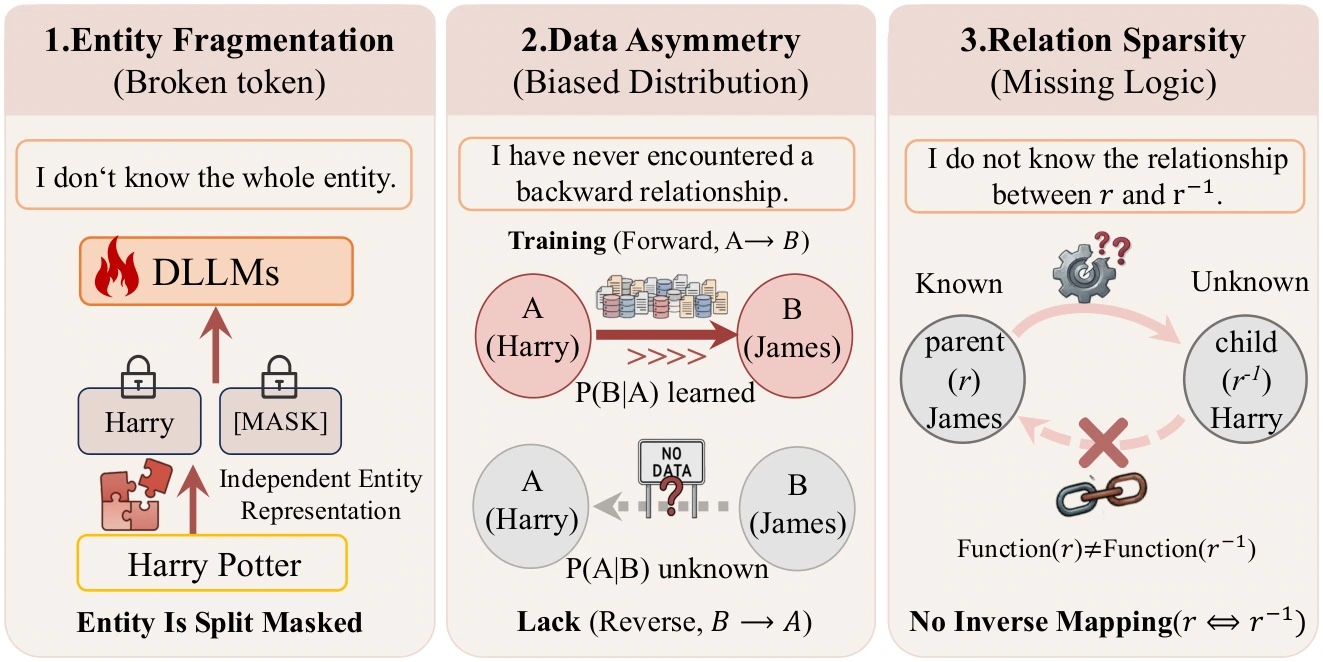 1.Entity Fragmentation
(Broken token)
I don‘t know the whole entity.
DLLMs
Harry
[MASK]
Independent Entity
Representation
Harry Potter
Entity Is Split Masked
2.Data Asymmetry
(Biased Distribution)
I have never encountered a
backward relationship.
Training (Forward, A⟶ B)
A
(Harry)
>>>>
B
(James)
P(B|A) learned
A
(Harry)
NO
DATA
?
B
(James)
P(A|B) unknown
Lack (Reverse, B ⟶ A)
3.Relation Sparsity
(Missing Logic)
I do not know the relationship
between r and r⁻¹.
??
Known
Unknown
parent
(r)
James
child
(r⁻¹)
Harry
Function(r)≠Function(r⁻¹)
No Inverse Mapping(r ⟺ r⁻¹)